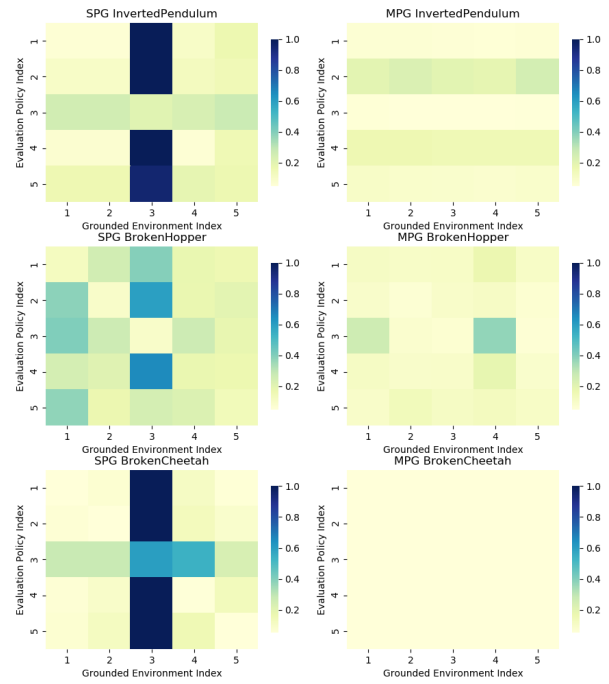 SPG InvertedPendulum
MPG InvertedPendulum
Evaluation Policy Index
1
2
3
4
5
1 2 3 4 5
Grounded Environment Index
1.0
0.8
0.6
0.4
0.2
Evaluation Policy Index
1
2
3
4
5
1 2 3 4 5
Grounded Environment Index
1.0
0.8
0.6
0.4
0.2
SPG BrokenHopper
MPG BrokenHopper
Evaluation Policy Index
1
2
3
4
5
1 2 3 4 5
Grounded Environment Index
1.0
0.8
0.6
0.4
0.2
Evaluation Policy Index
1
2
3
4
5
1 2 3 4 5
Grounded Environment Index
1.0
0.8
0.6
0.4
0.2
SPG BrokenCheetah
MPG BrokenCheetah
Evaluation Policy Index
1
2
3
4
5
1 2 3 4 5
Grounded Environment Index
1.0
0.8
0.6
0.4
0.2
Evaluation Policy Index
1
2
3
4
5
1 2 3 4 5
Grounded Environment Index
1.0
0.8
0.6
0.4
0.2